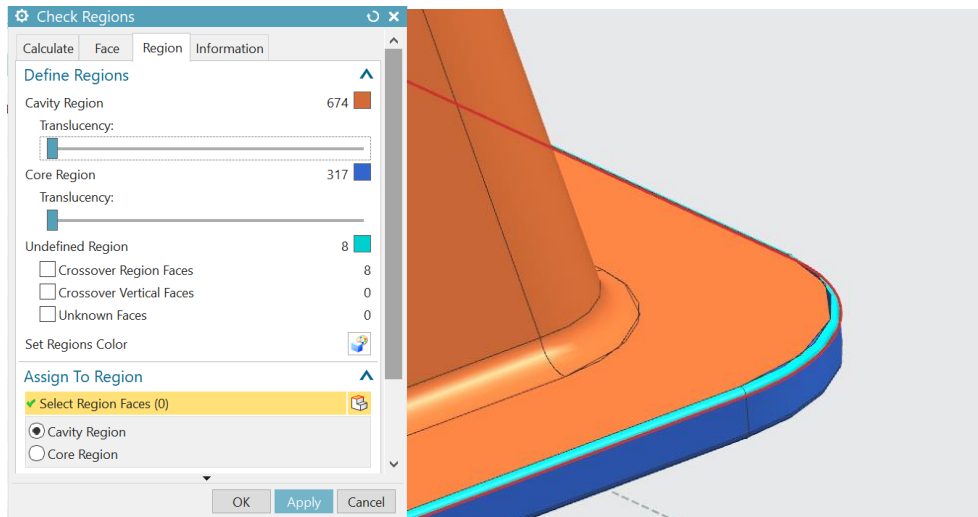 Check Regions
Calculate Face Region Information
Define Regions
Cavity Region 674
Translucency:
Core Region 317
Translucency:
Undefined Region 8
Crossover Region Faces 8
Crossover Vertical Faces 0
Unknown Faces 0
Set Regions Color
Assign To Region
Select Region Faces (0)
Cavity Region
Core Region
OK Apply Cancel